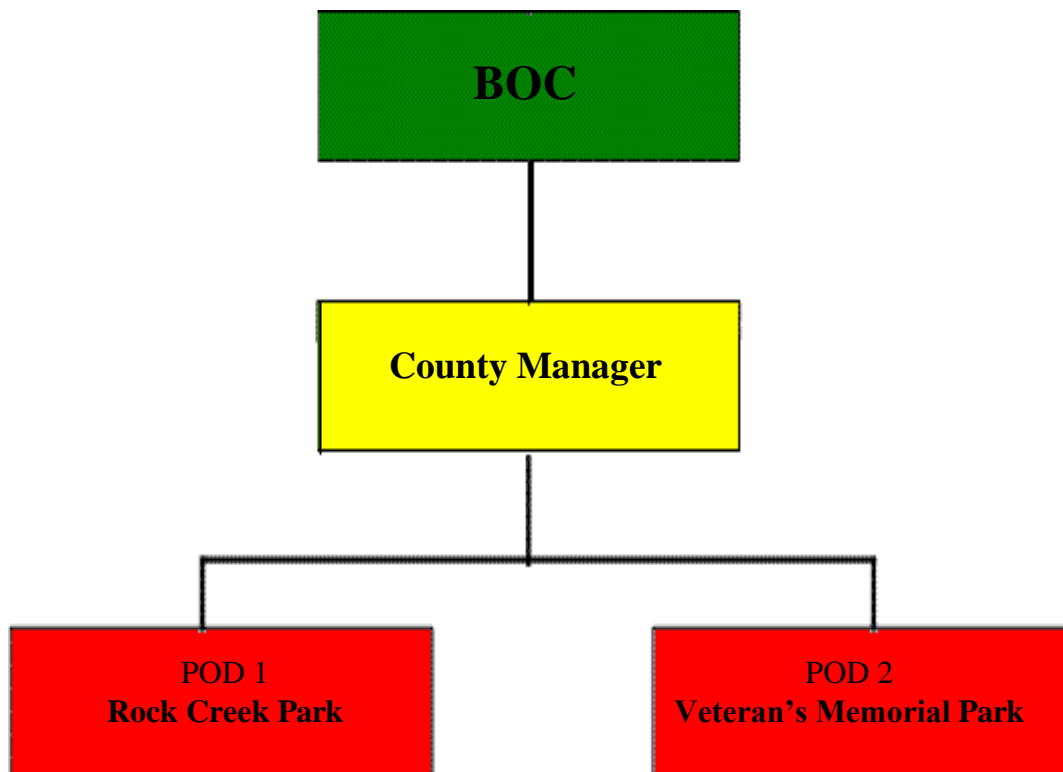 BOC
County Manager
POD 1
Rock Creek Park
POD 2
Veteran’s Memorial Park